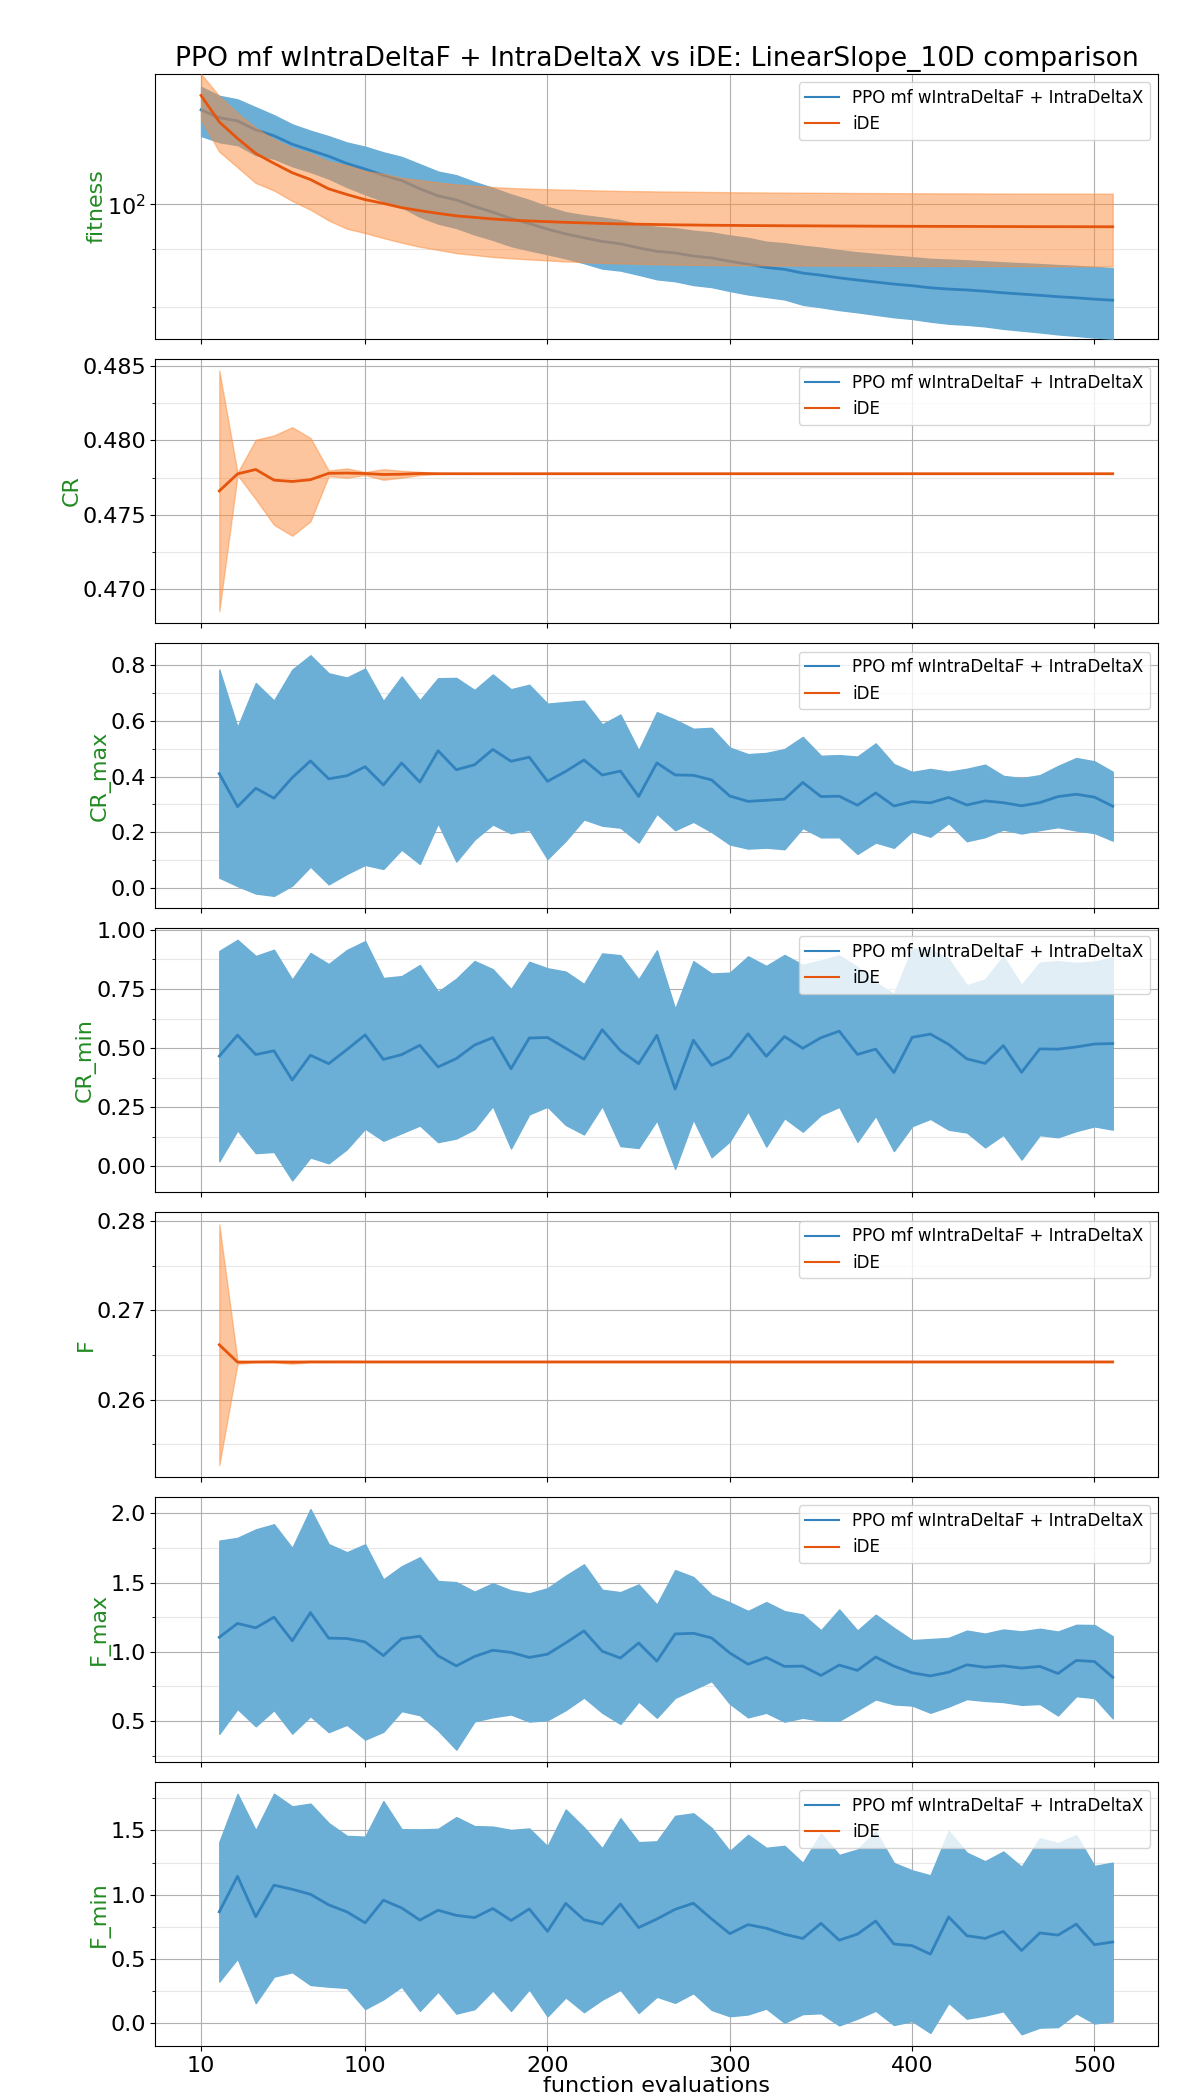 PPO mf wIntraDeltaF + IntraDeltaX vs iDE: LinearSlope_10D comparison
PPO mf wIntraDeltaF + IntraDeltaX
iDE
fitness
10²
PPO mf wIntraDeltaF + IntraDeltaX
iDE
CR
0.485
0.480
0.475
0.470
PPO mf wIntraDeltaF + IntraDeltaX
iDE
CR_max
0.8
0.6
0.4
0.2
0.0
PPO mf wIntraDeltaF + IntraDeltaX
iDE
CR_min
1.00
0.75
0.50
0.25
0.00
PPO mf wIntraDeltaF + IntraDeltaX
iDE
F
0.28
0.27
0.26
PPO mf wIntraDeltaF + IntraDeltaX
iDE
F_max
2.0
1.5
1.0
0.5
PPO mf wIntraDeltaF + IntraDeltaX
iDE
F_min
1.5
1.0
0.5
0.0
10 100 200 300 400 500
function evaluations